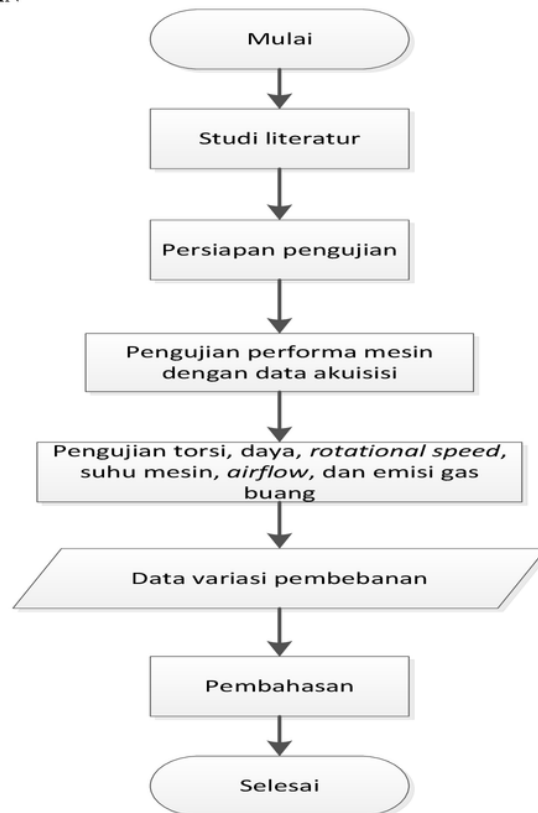 Mulai
Studi literatur
Persiapan pengujian
Pengujian performa mesin
dengan data akuisisi
Pengujian torsi, daya, rotational speed,
suhu mesin, airflow, dan emisi gas
buang
Data variasi pembebanan
Pembahasan
Selesai